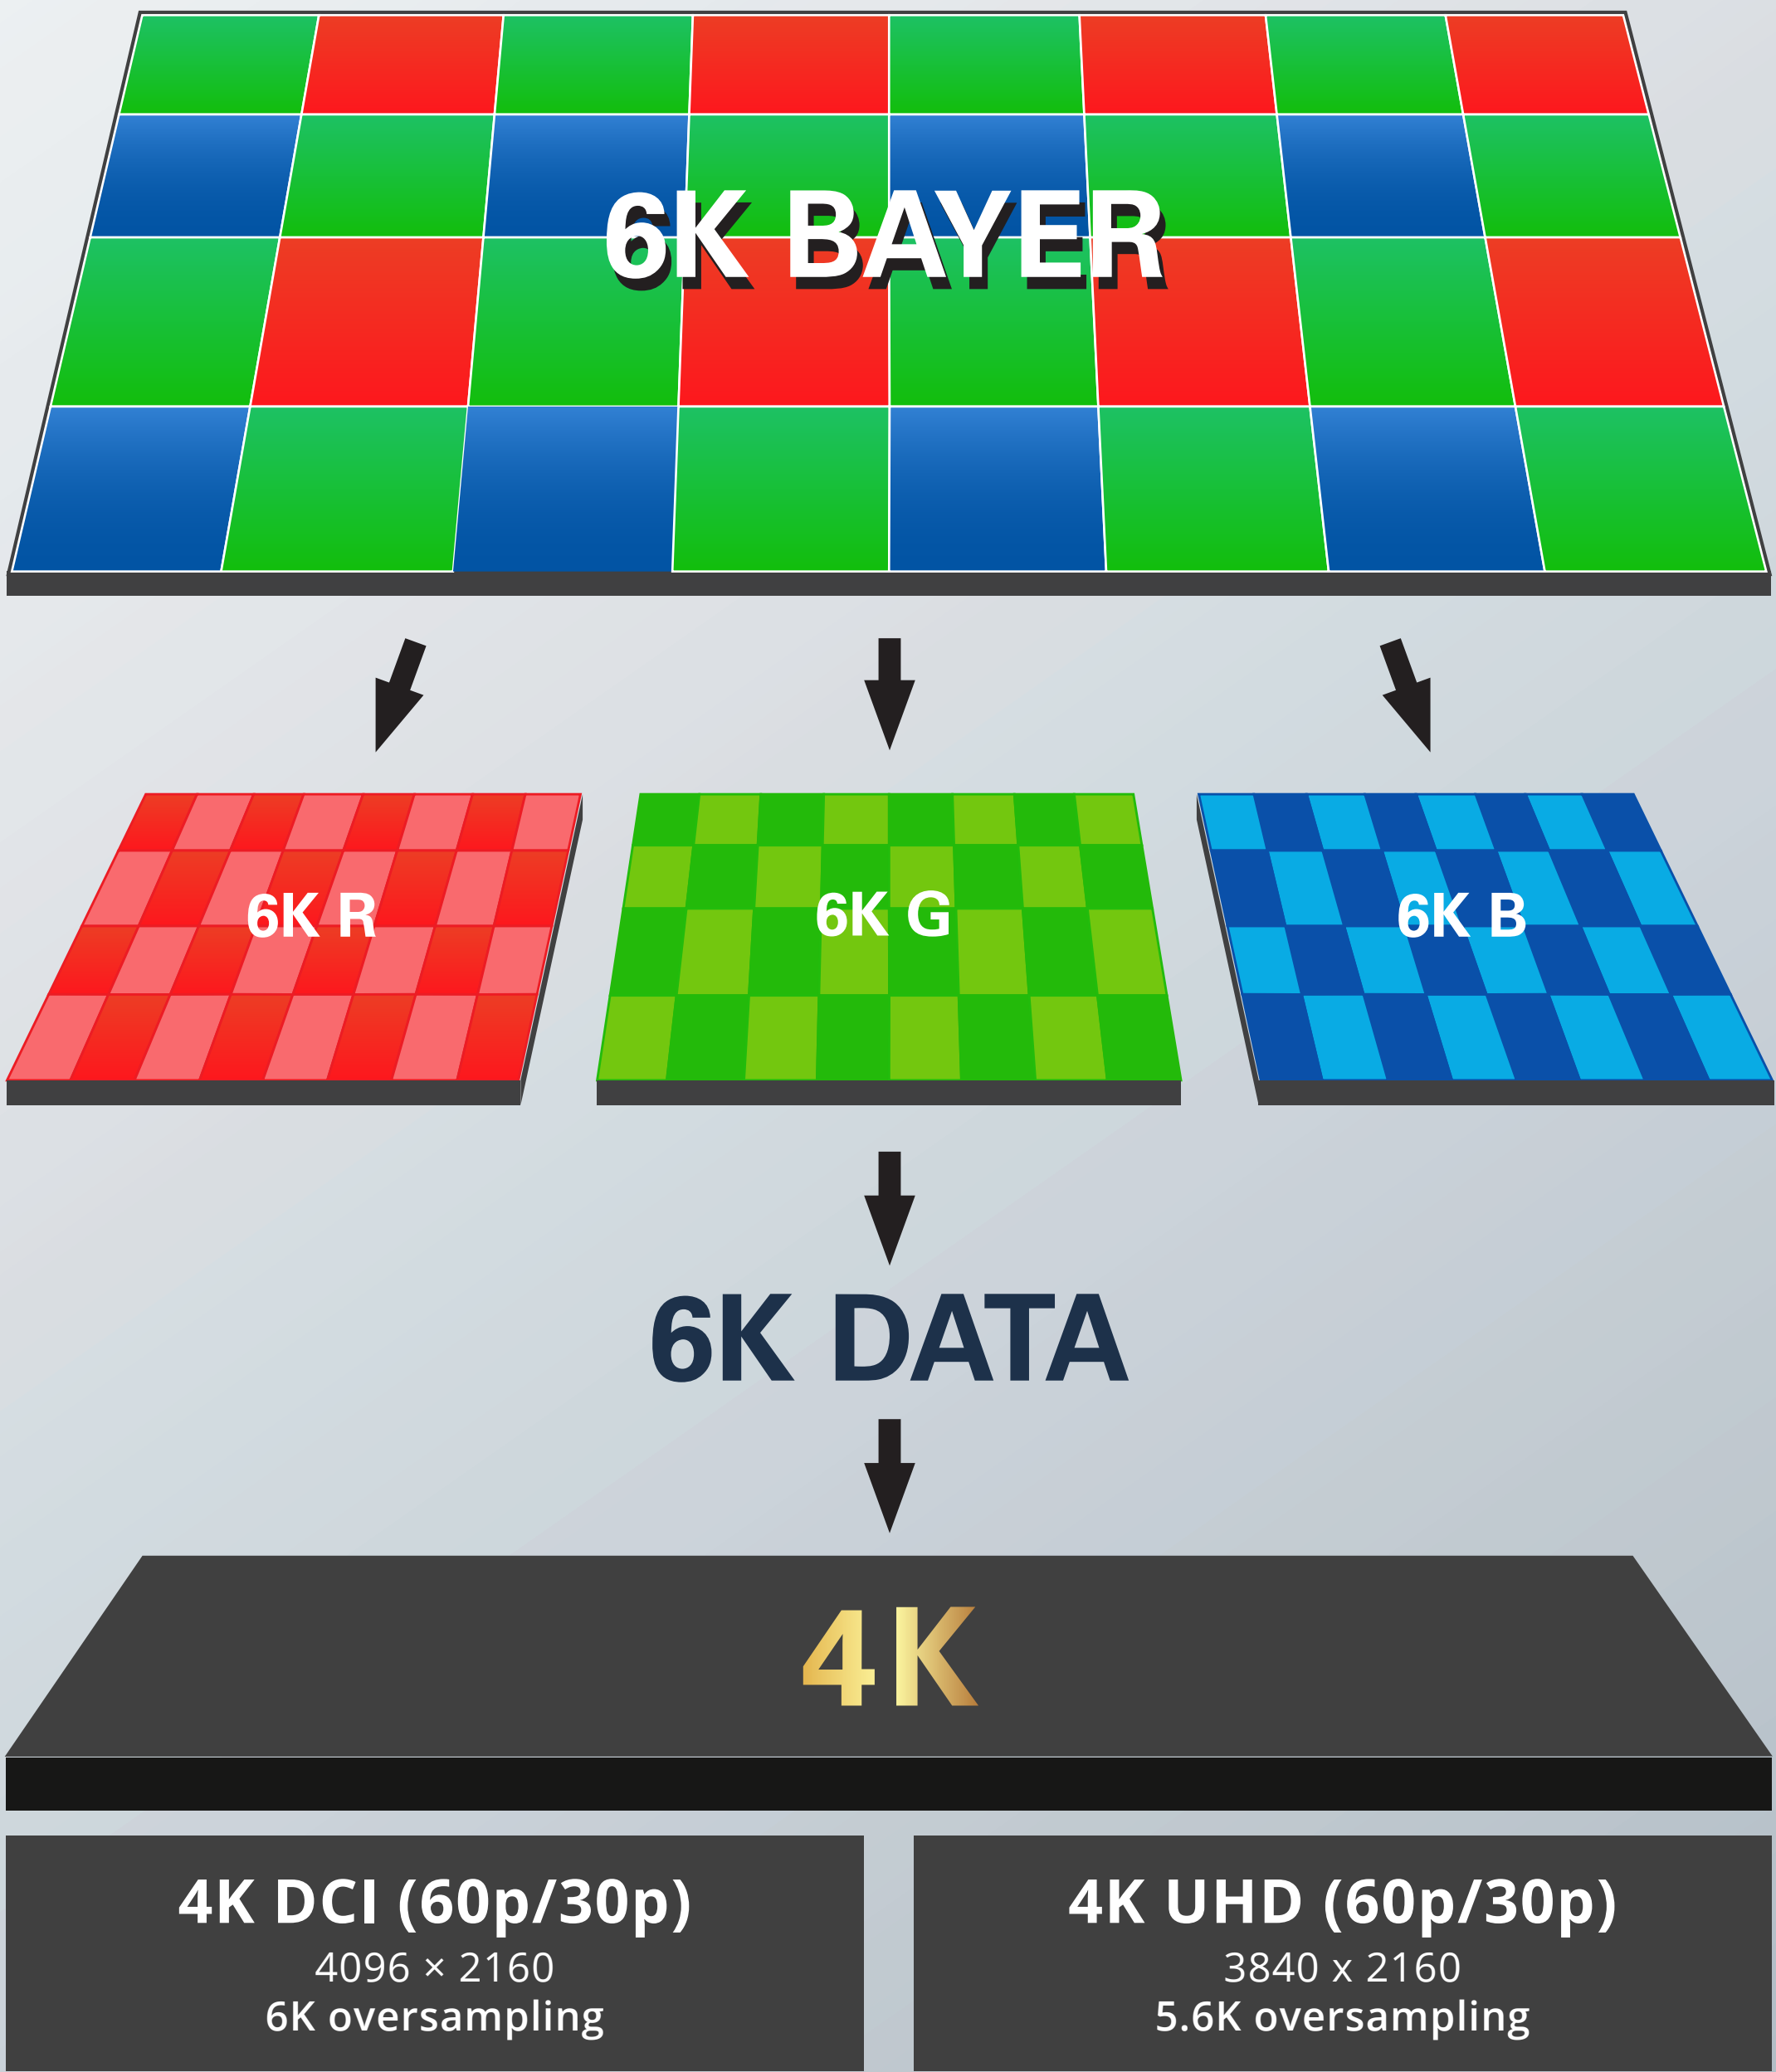 6K BAYER
6K R
6K G
6K B
6K DATA
4K
4K DCI (60p/30p)
4096 × 2160
6K oversampling
4K UHD (60p/30p)
3840 x 2160
5.6K oversampling